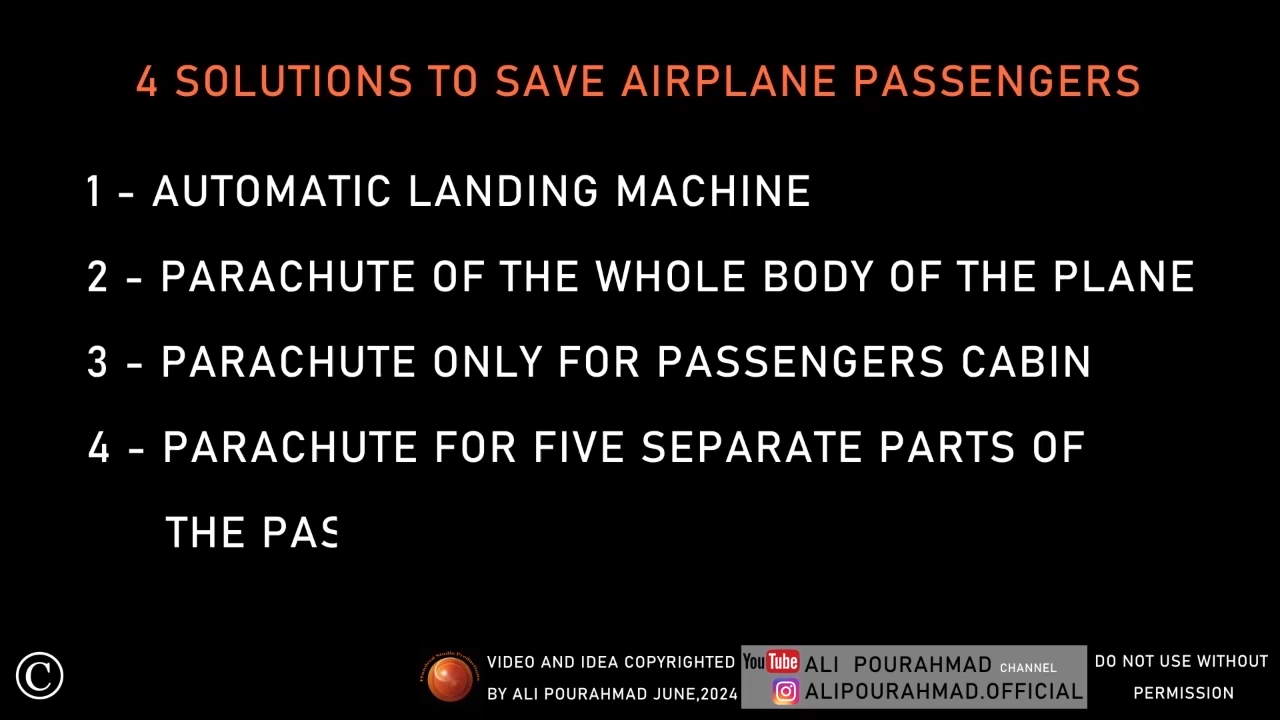 4 SOLUTIONS TO SAVE AIRPLANE PASSENGERS
1 - AUTOMATIC LANDING MACHINE
2 - PARACHUTE OF THE WHOLE BODY OF THE PLANE
3 - PARACHUTE ONLY FOR PASSENGERS CABIN
4 - PARACHUTE FOR FIVE SEPARATE PARTS OF
THE PAS
©
VIDEO AND IDEA COPYRIGHTED
BY ALI POURAHMAD JUNE,2024
YouTube ALI POURAHMAD CHANNEL
ALIPOURAHMAD.OFFICIAL
DO NOT USE WITHOUT
PERMISSION